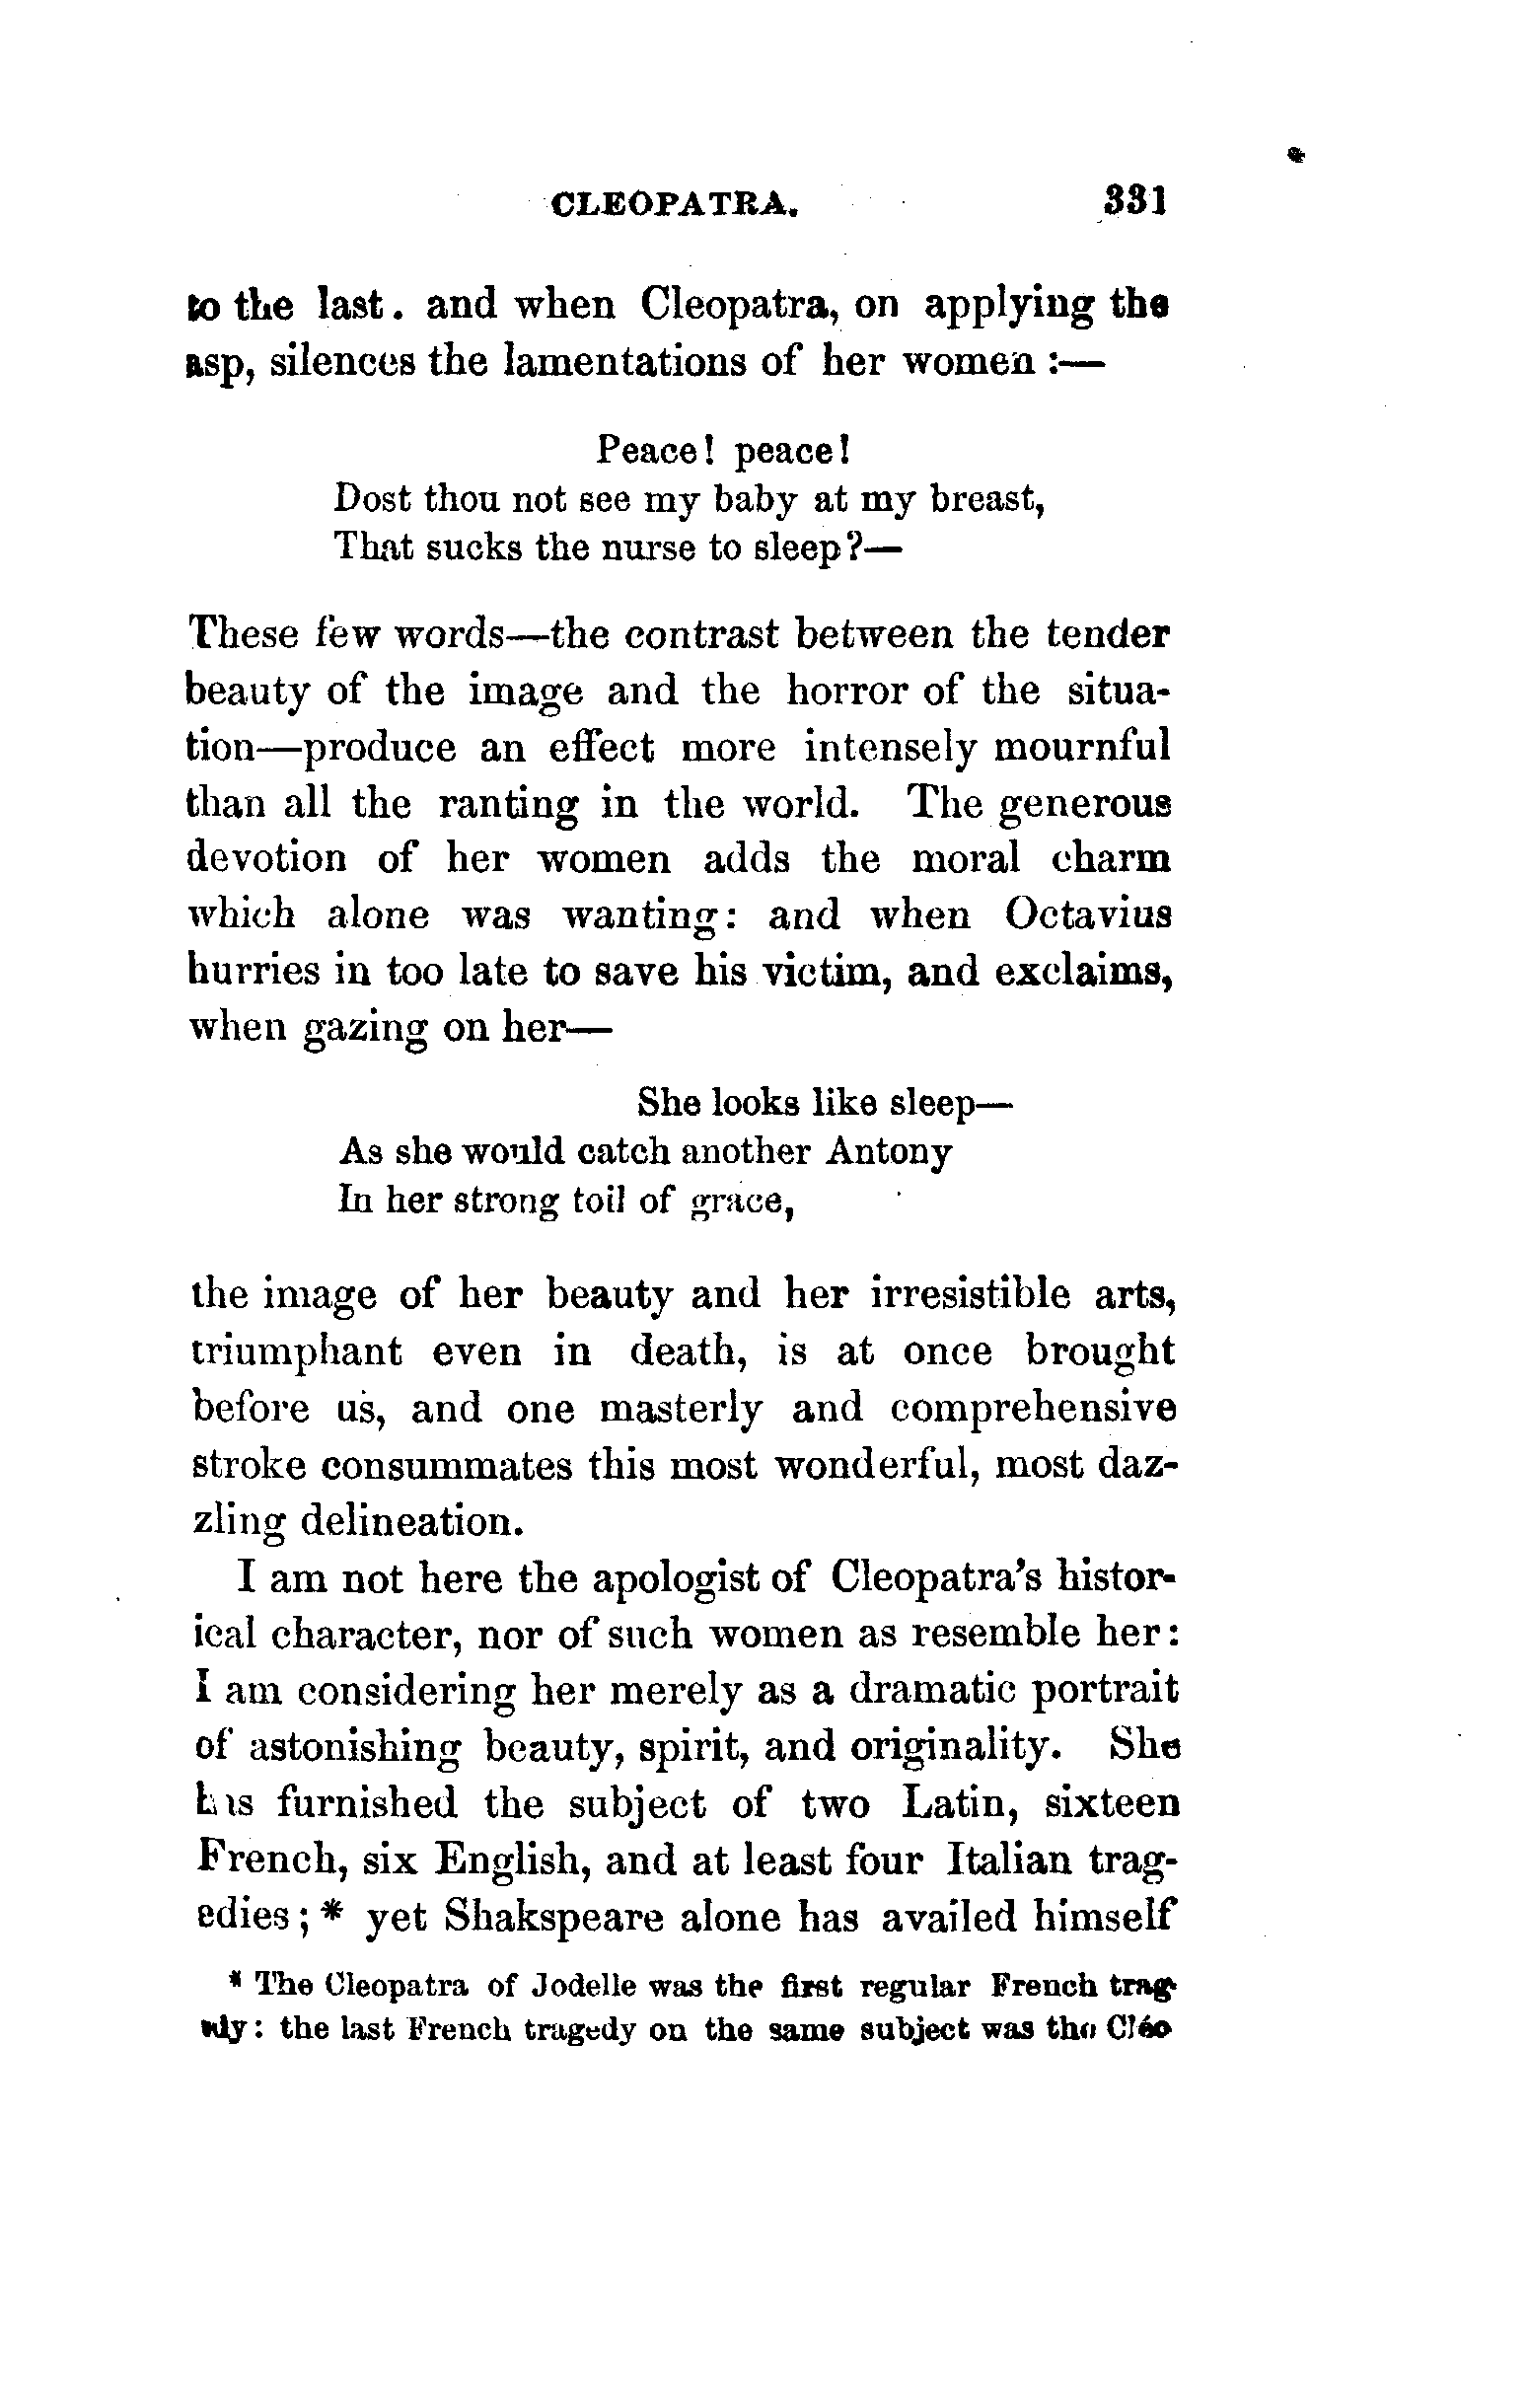 CLEOPATRA. 331
to the last. and when Cleopatra, on applying the
asp, silences the lamentations of her women :—
Peace! peace!
Dost thou not see my baby at my breast,
That sucks the nurse to sleep?—
These few words—the contrast between the tender
beauty of the image and the horror of the situa-
tion—produce an effect more intensely mournful
than all the ranting in the world. The generous
devotion of her women adds the moral charm
which alone was wanting: and when Octavius
hurries in too late to save his victim, and exclaims,
when gazing on her—
She looks like sleep—
As she would catch another Antony
In her strong toil of grace,
the image of her beauty and her irresistible arts,
triumphant even in death, is at once brought
before us, and one masterly and comprehensive
stroke consummates this most wonderful, most daz-
zling delineation.
I am not here the apologist of Cleopatra's histor-
ical character, nor of such women as resemble her:
I am considering her merely as a dramatic portrait
of astonishing beauty, spirit, and originality. She
has furnished the subject of two Latin, sixteen
French, six English, and at least four Italian trag-
edies; * yet Shakspeare alone has availed himself
* The Cleopatra of Jodelle was the first regular French trag-
edy: the last French tragedy on the same subject was the Cléo-